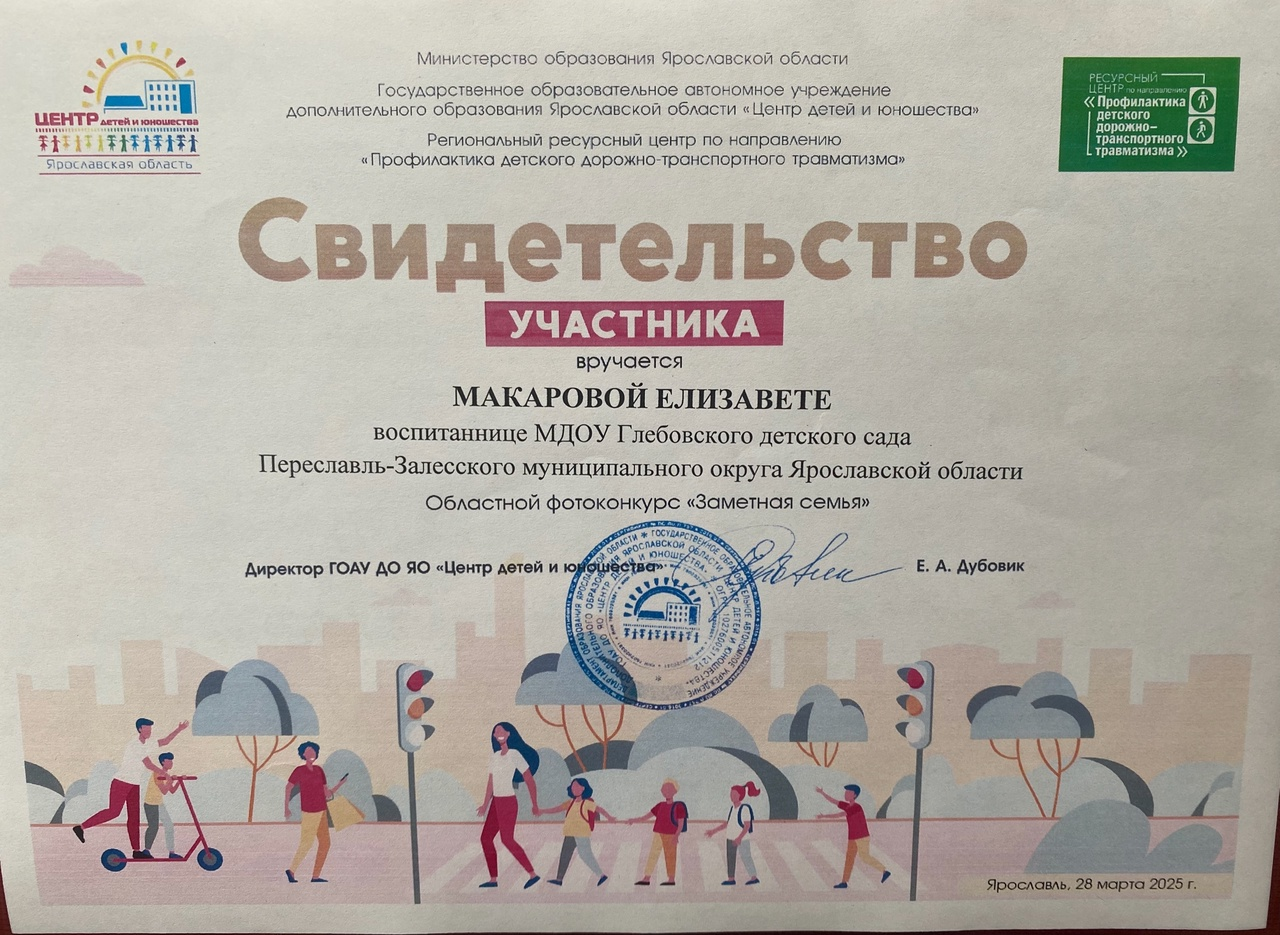 Министерство образования Ярославской области
Государственное образовательное автономное учреждение
дополнительного образования Ярославской области «Центр детей и юношества»
Региональный ресурсный центр по направлению
«Профилактика детского дорожно-транспортного травматизма»
ЦЕНТР детей и юношества
Ярославская область
РЕСУРСНЫЙ
ЦЕНТР по направлению
«Профилактика
детского
дорожно-
транспортного
травматизма»
Свидетельство
УЧАСТНИКА
вручается
МАКАРОВОЙ ЕЛИЗАВЕТЕ
воспитаннице МДОУ Глебовского детского сада
Переславль-Залесского муниципального округа Ярославской области
Областной фотоконкурс «Заметная семья»
Директор ГОАУ ДО ЯО «Центр детей и юношества»
Е. А. Дубовик
Ярославль, 28 марта 2025 г.